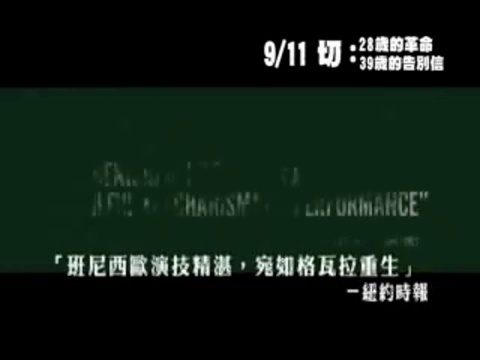 9/11 切：28歲的革命
39歲的告別信
CHARISM
PERFORMANCE"
「班尼西歐演技精湛，宛如格瓦拉重生」
－紐約時報